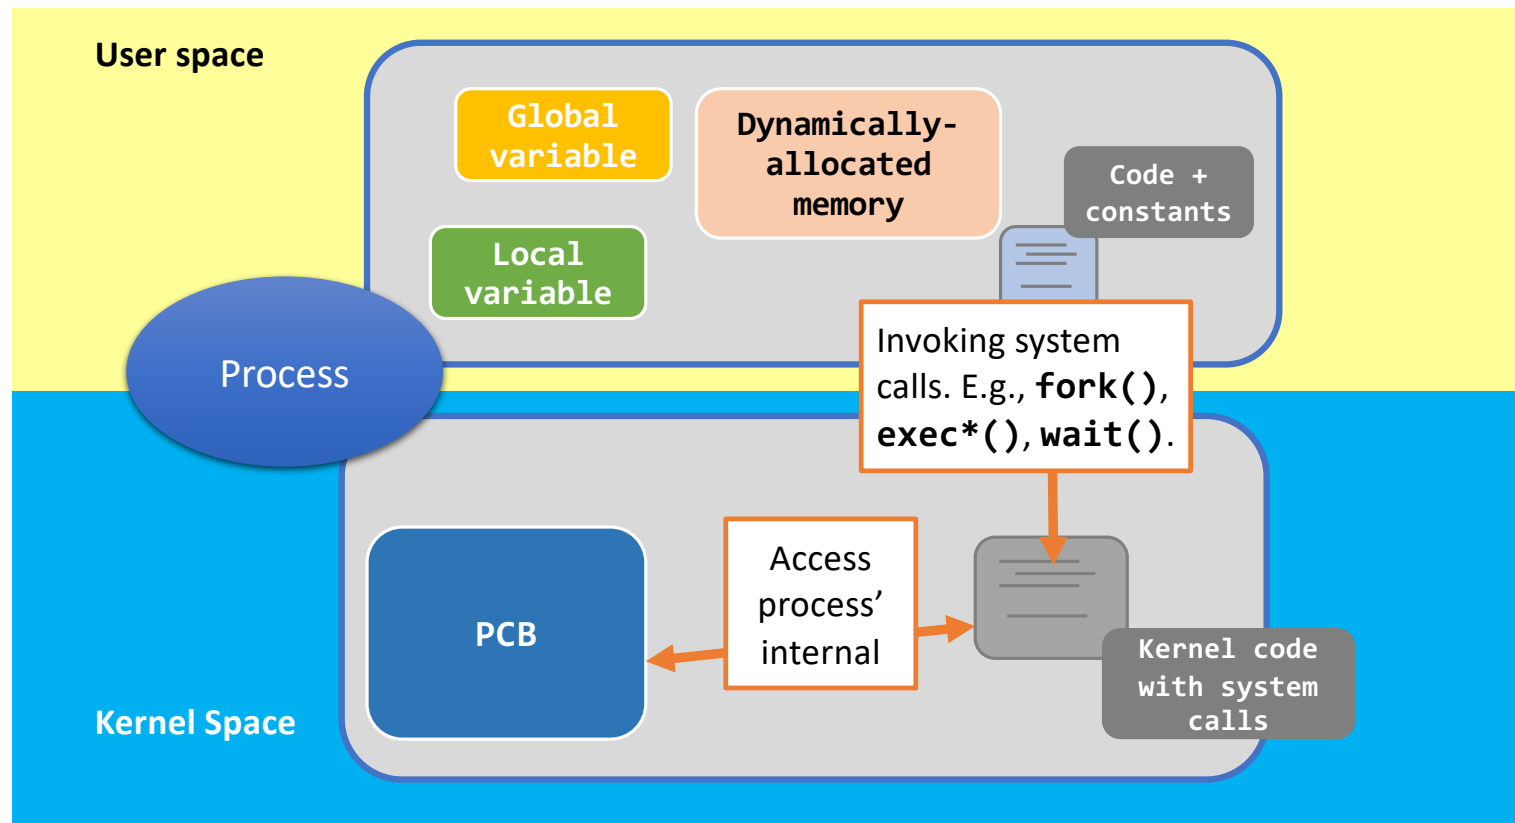 User space
Global
variable
Dynamically-
allocated
memory
Code +
constants
Local
variable
Process
Invoking system
calls. E.g., fork(),
exec*(), wait().
PCB
Access
process’
internal
Kernel code
with system
calls
Kernel Space